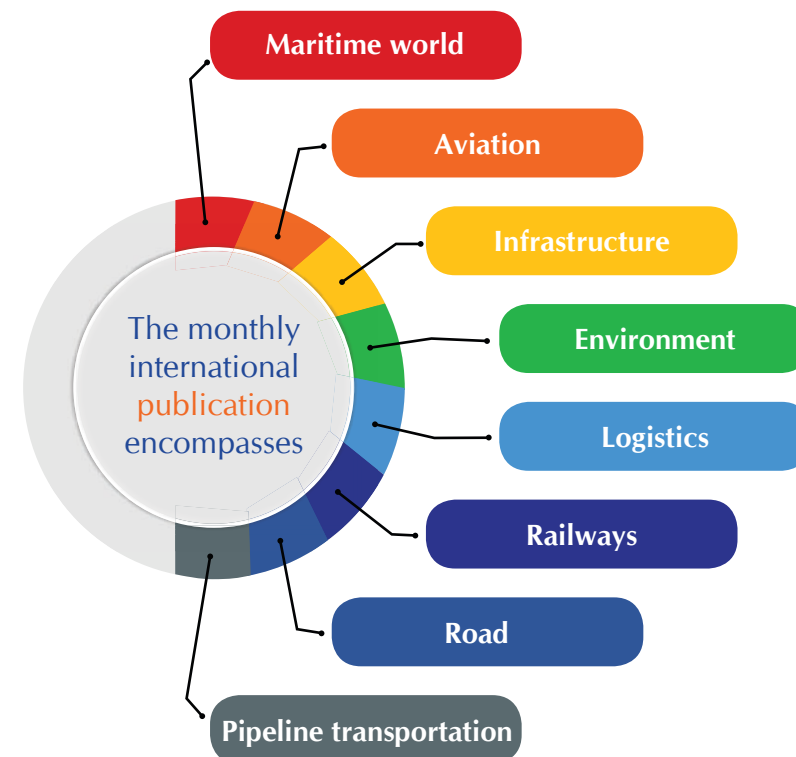 Maritime world
Aviation
Infrastructure
The monthly
international
publication
encompasses
Environment
Logistics
Railways
Road
Pipeline transportation